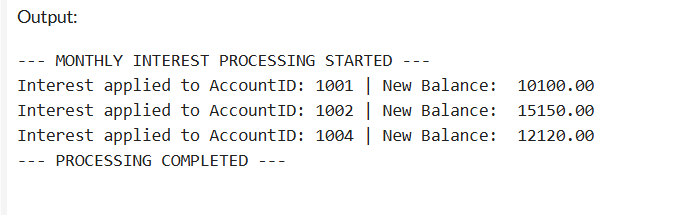 Output:
--- MONTHLY INTEREST PROCESSING STARTED ---
Interest applied to AccountID: 1001 | New Balance:  10100.00
Interest applied to AccountID: 1002 | New Balance:  15150.00
Interest applied to AccountID: 1004 | New Balance:  12120.00
--- PROCESSING COMPLETED ---